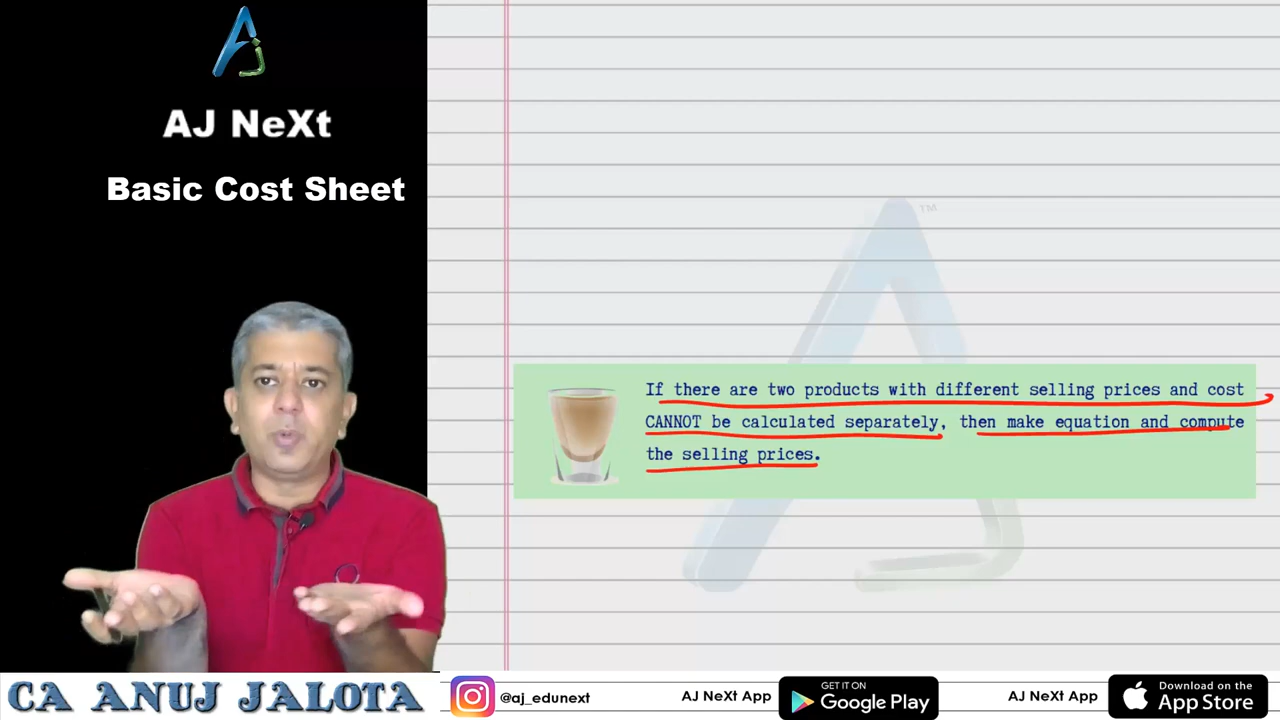 AJ NeXt
Basic Cost Sheet
TM
If there are two products with different selling prices and cost
CANNOT be calculated separately, then make equation and compute
the selling prices.
CA ANUJ JALOTA
@aj_edunext
AJ NeXt App
GET IT ON
Google Play
AJ NeXt App
Download on the
App Store